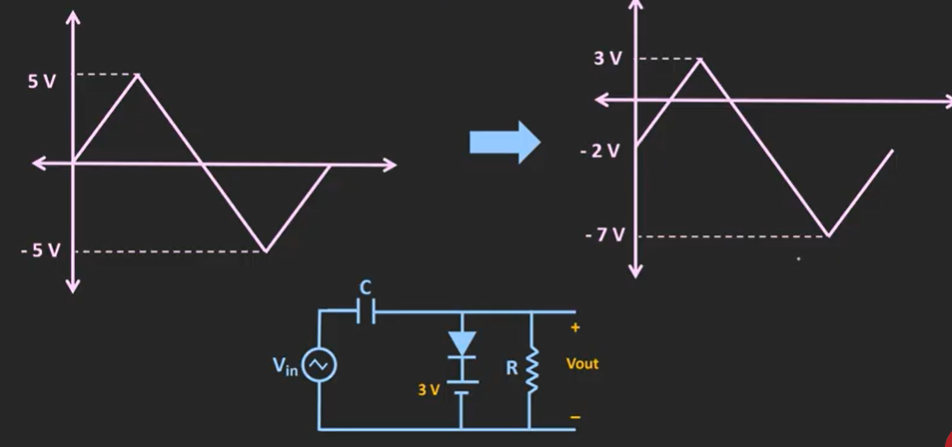 5 V
- 5 V
3 V
- 2 V
- 7 V
C
Vin
3 V
R
+
Vout
−